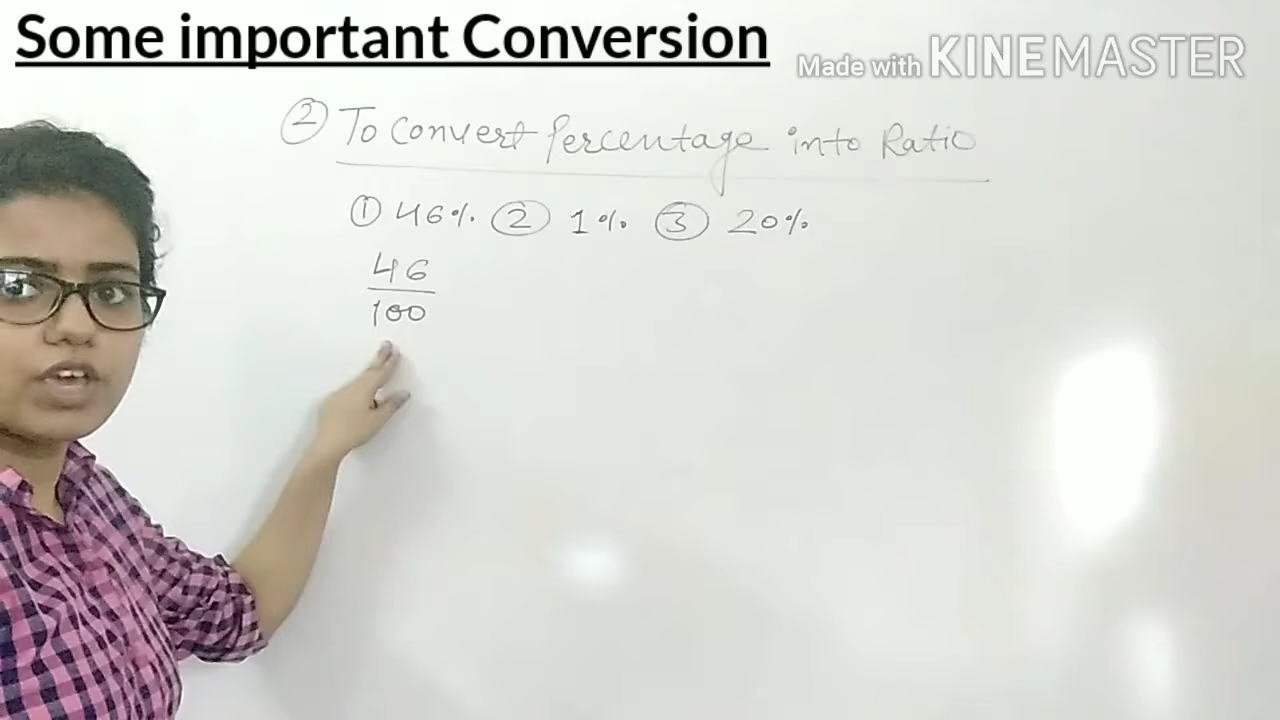 Some important Conversion
Made with KINEMASTER
② To convert Percentage into Ratio
① 46% ② 1% ③ 20%
46
100